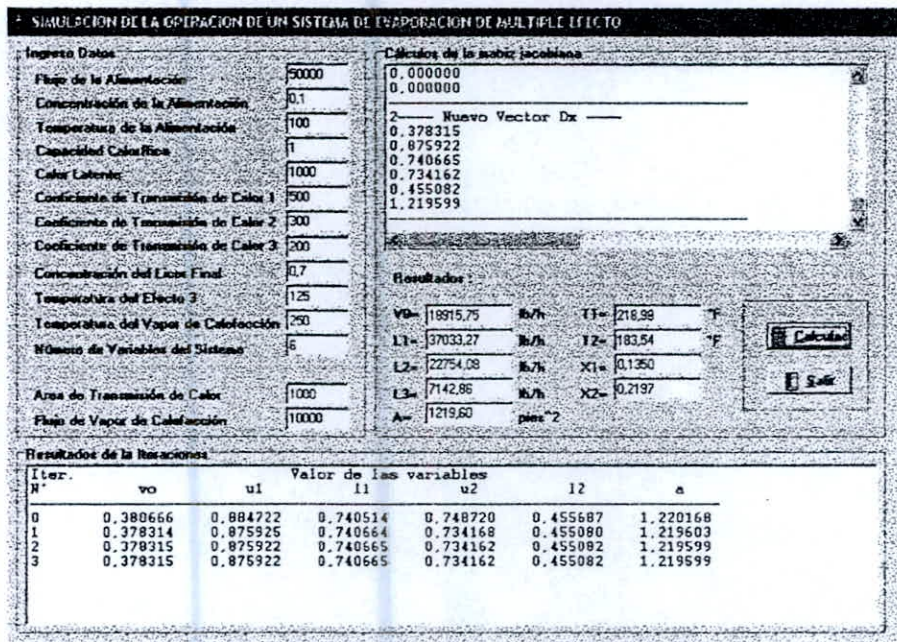 SIMULACION DE LA OPERACION DE UN SISTEMA DE EVAPORACION DE MULTIPLE EFECTO
Ingreso Datos
Flujo de la Alimentación 50000
Concentración de la Alimentación 0,1
Temperatura de la Alimentación 100
Capacidad Calorífica 1
Calor Latente 1000
Coeficiente de Transmisión de Calor 1 500
Coeficiente de Transmisión de Calor 2 300
Coeficiente de Transmisión de Calor 3 200
Concentración del Licor Final 0,7
Temperatura del Efecto 3 125
Temperatura del Vapor de Calefacción 250
Número de Variables del Sistema 6
Area de Transmisión de Calor 1000
Flujo de Vapor de Calefacción 10000
Cálculos de la matriz jacobiana
0.000000
0.000000
2---- Nuevo Vector Dx ----
0.378315
0.875922
0.740665
0.734162
0.455082
1.219599
Resultados :
V0= 18915,75 lb/h T1= 218,98 °F
L1= 37033,27 lb/h T2= 183,54 °F
L2= 22754,08 lb/h X1= 0,1350
L3= 7142,86 lb/h X2= 0,2197
A= 1219,60 pies^2
Calcular
Salir
Resultados de la Iteraciones
Iter. Valor de las variables
N° vo u1 l1 u2 l2 a
0 0.380666 0.884722 0.740514 0.748720 0.455687 1.220168
1 0.378314 0.875925 0.740664 0.734168 0.455080 1.219603
2 0.378315 0.875922 0.740665 0.734162 0.455082 1.219599
3 0.378315 0.875922 0.740665 0.734162 0.455082 1.219599